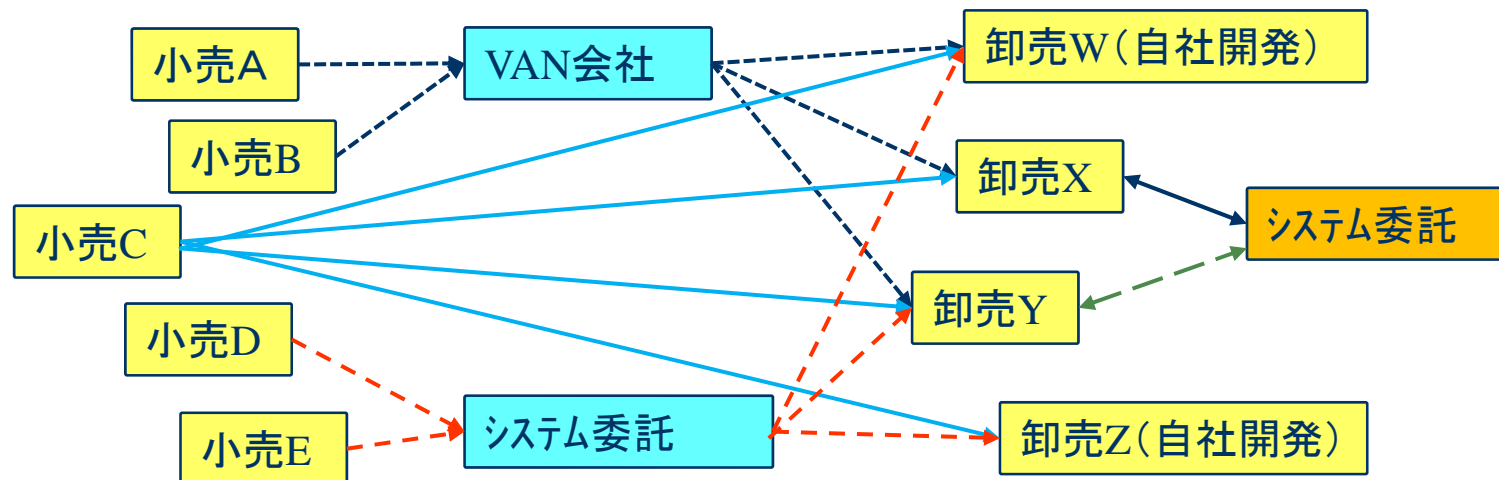 小売A
VAN会社
卸売W（自社開発）
小売B
卸売X
小売C
システム委託
卸売Y
小売D
小売E
システム委託
卸売Z（自社開発）